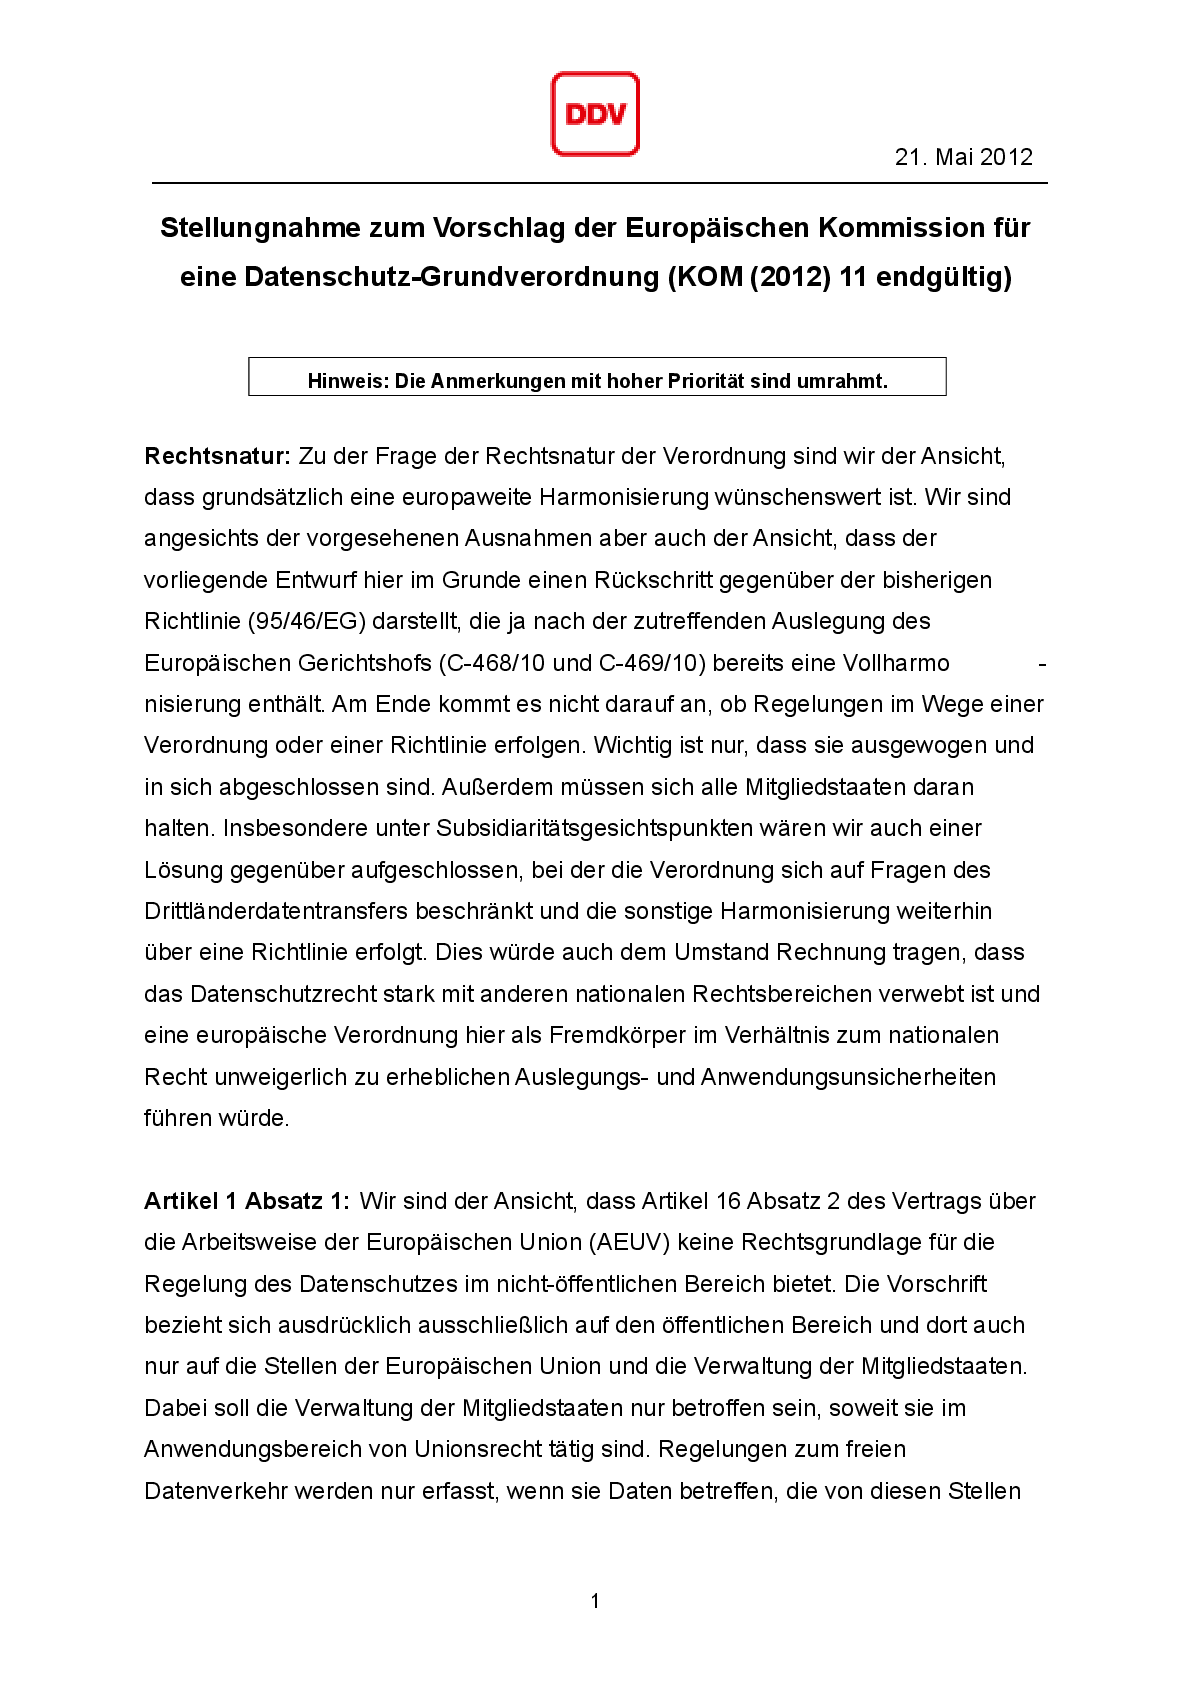 DDV
21. Mai 2012
Stellungnahme zum Vorschlag der Europäischen Kommission für
eine Datenschutz-Grundverordnung (KOM (2012) 11 endgültig)
Hinweis: Die Anmerkungen mit hoher Priorität sind umrahmt.
Rechtsnatur: Zu der Frage der Rechtsnatur der Verordnung sind wir der Ansicht,
dass grundsätzlich eine europaweite Harmonisierung wünschenswert ist. Wir sind
angesichts der vorgesehenen Ausnahmen aber auch der Ansicht, dass der
vorliegende Entwurf hier im Grunde einen Rückschritt gegenüber der bisherigen
Richtlinie (95/46/EG) darstellt, die ja nach der zutreffenden Auslegung des
Europäischen Gerichtshofs (C-468/10 und C-469/10) bereits eine Vollharmo -
nisierung enthält. Am Ende kommt es nicht darauf an, ob Regelungen im Wege einer
Verordnung oder einer Richtlinie erfolgen. Wichtig ist nur, dass sie ausgewogen und
in sich abgeschlossen sind. Außerdem müssen sich alle Mitgliedstaaten daran
halten. Insbesondere unter Subsidiaritätsgesichtspunkten wären wir auch einer
Lösung gegenüber aufgeschlossen, bei der die Verordnung sich auf Fragen des
Drittländerdatentransfers beschränkt und die sonstige Harmonisierung weiterhin
über eine Richtlinie erfolgt. Dies würde auch dem Umstand Rechnung tragen, dass
das Datenschutzrecht stark mit anderen nationalen Rechtsbereichen verwebt ist und
eine europäische Verordnung hier als Fremdkörper im Verhältnis zum nationalen
Recht unweigerlich zu erheblichen Auslegungs- und Anwendungsunsicherheiten
führen würde.
Artikel 1 Absatz 1: Wir sind der Ansicht, dass Artikel 16 Absatz 2 des Vertrags über
die Arbeitsweise der Europäischen Union (AEUV) keine Rechtsgrundlage für die
Regelung des Datenschutzes im nicht-öffentlichen Bereich bietet. Die Vorschrift
bezieht sich ausdrücklich ausschließlich auf den öffentlichen Bereich und dort auch
nur auf die Stellen der Europäischen Union und die Verwaltung der Mitgliedstaaten.
Dabei soll die Verwaltung der Mitgliedstaaten nur betroffen sein, soweit sie im
Anwendungsbereich von Unionsrecht tätig sind. Regelungen zum freien
Datenverkehr werden nur erfasst, wenn sie Daten betreffen, die von diesen Stellen
1